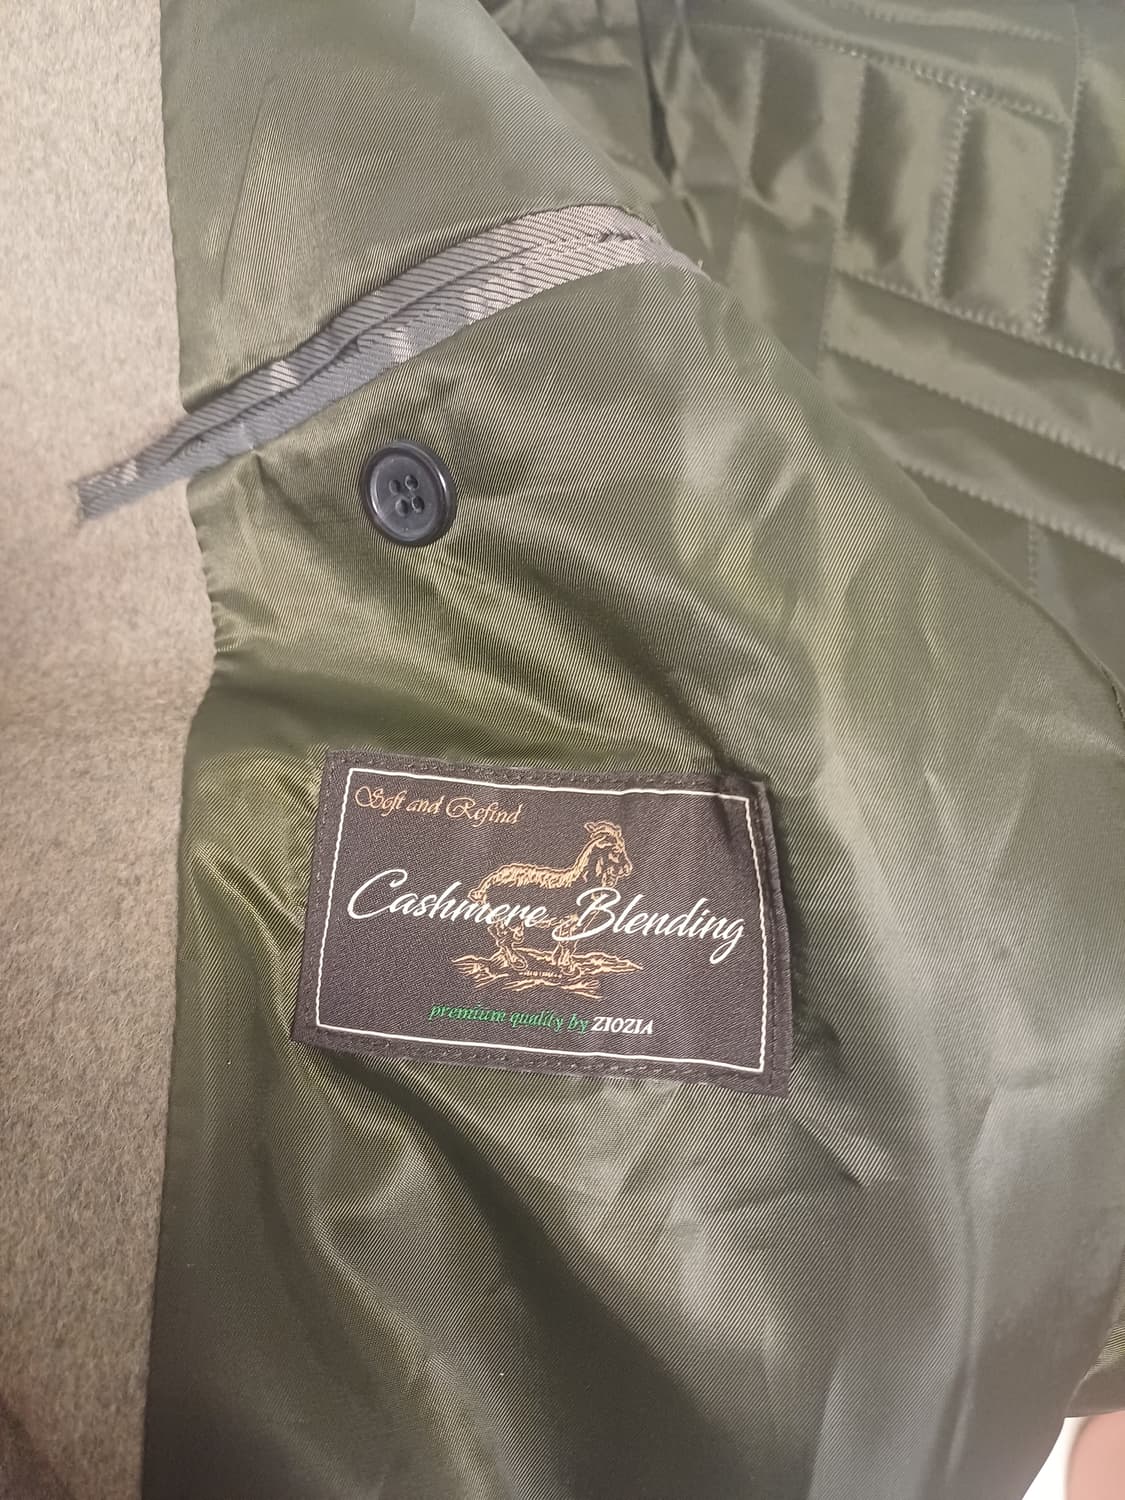 Soft and Refind
Cashmere Blending
premium quality by ZIOZIA